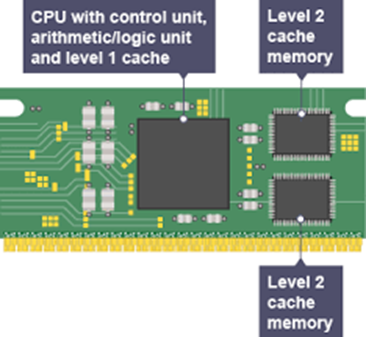 CPU with control unit,
arithmetic/logic unit
and level 1 cache
Level 2
cache
memory
Level 2
cache
memory